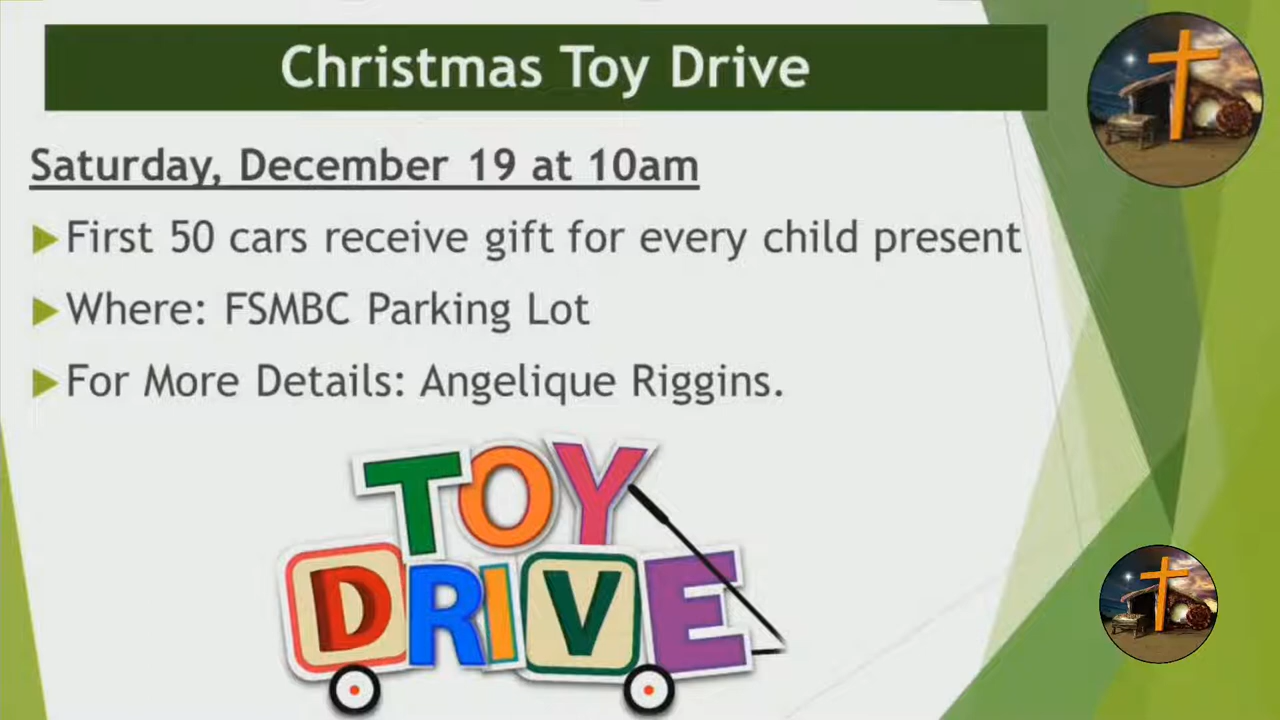 Christmas Toy Drive
Saturday, December 19 at 10am
First 50 cars receive gift for every child present
Where: FSMBC Parking Lot
For More Details: Angelique Riggins.
TOY
DRIVE